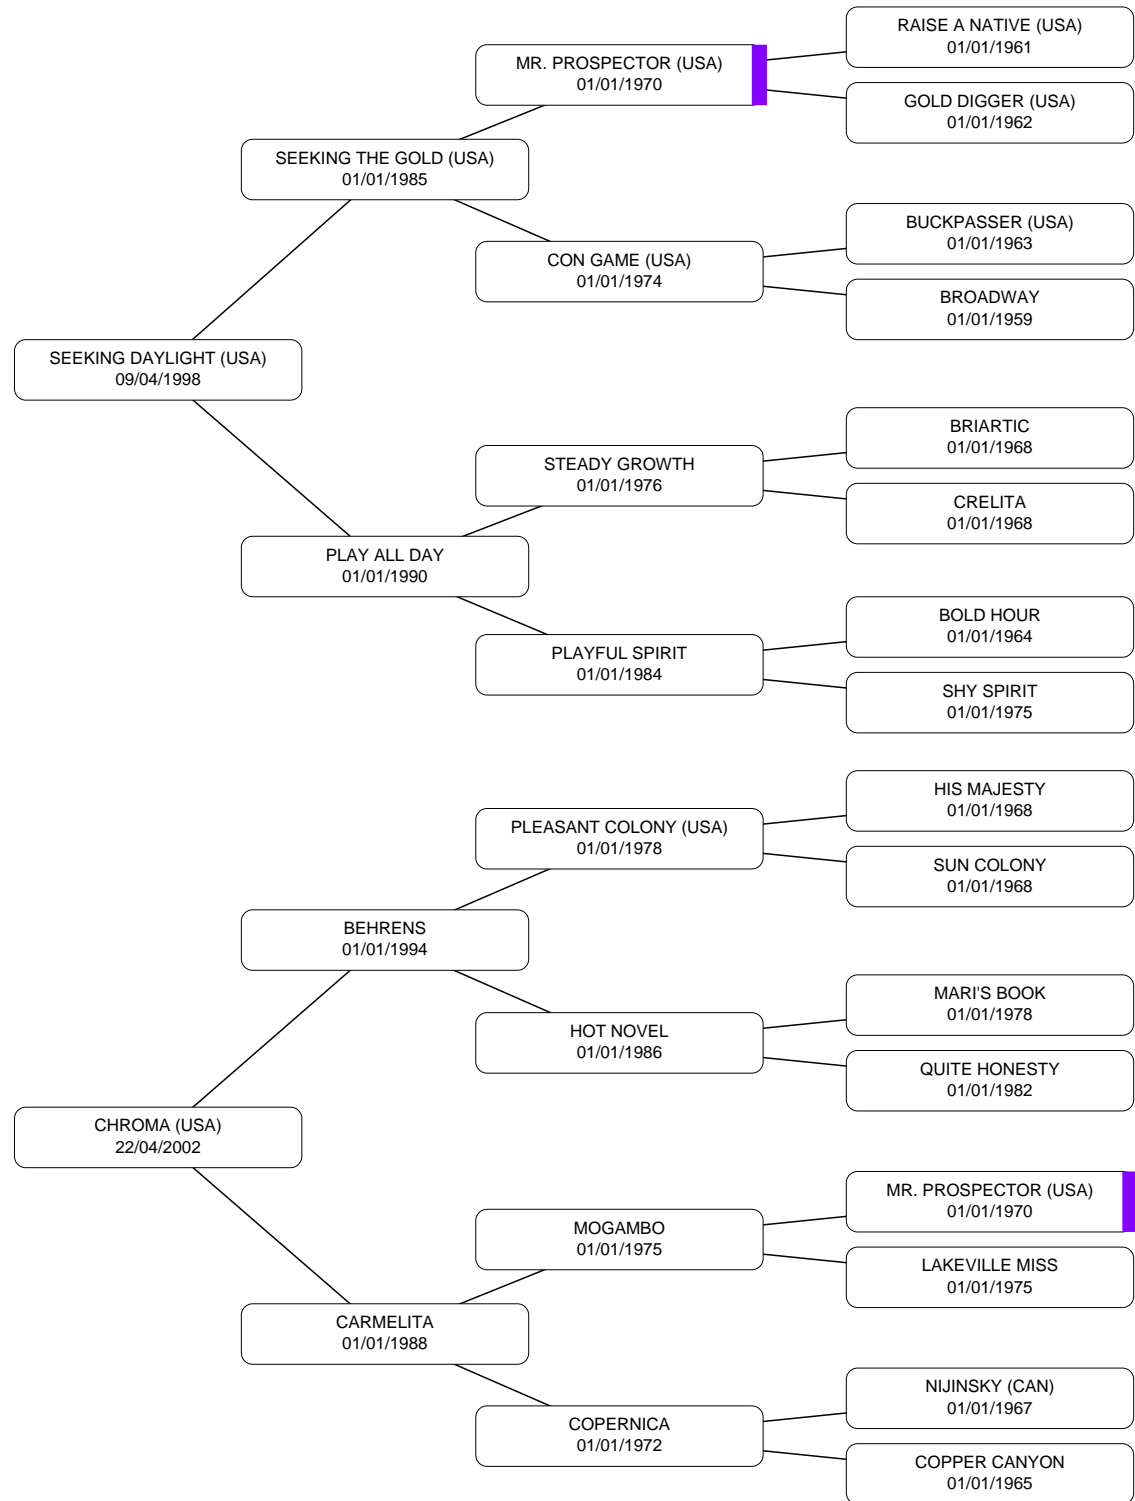 RAISE A NATIVE (USA)
01/01/1961
MR. PROSPECTOR (USA)
01/01/1970
GOLD DIGGER (USA)
01/01/1962
SEEKING THE GOLD (USA)
01/01/1985
BUCKPASSER (USA)
01/01/1963
CON GAME (USA)
01/01/1974
BROADWAY
01/01/1959
SEEKING DAYLIGHT (USA)
09/04/1998
BRIARTIC
01/01/1968
STEADY GROWTH
01/01/1976
CRELITA
01/01/1968
PLAY ALL DAY
01/01/1990
BOLD HOUR
01/01/1964
PLAYFUL SPIRIT
01/01/1984
SHY SPIRIT
01/01/1975
HIS MAJESTY
01/01/1968
PLEASANT COLONY (USA)
01/01/1978
SUN COLONY
01/01/1968
BEHRENS
01/01/1994
MARI'S BOOK
01/01/1978
HOT NOVEL
01/01/1986
QUITE HONESTY
01/01/1982
CHROMA (USA)
22/04/2002
MR. PROSPECTOR (USA)
01/01/1970
MOGAMBO
01/01/1975
LAKEVILLE MISS
01/01/1975
CARMELITA
01/01/1988
NIJINSKY (CAN)
01/01/1967
COPERNICA
01/01/1972
COPPER CANYON
01/01/1965